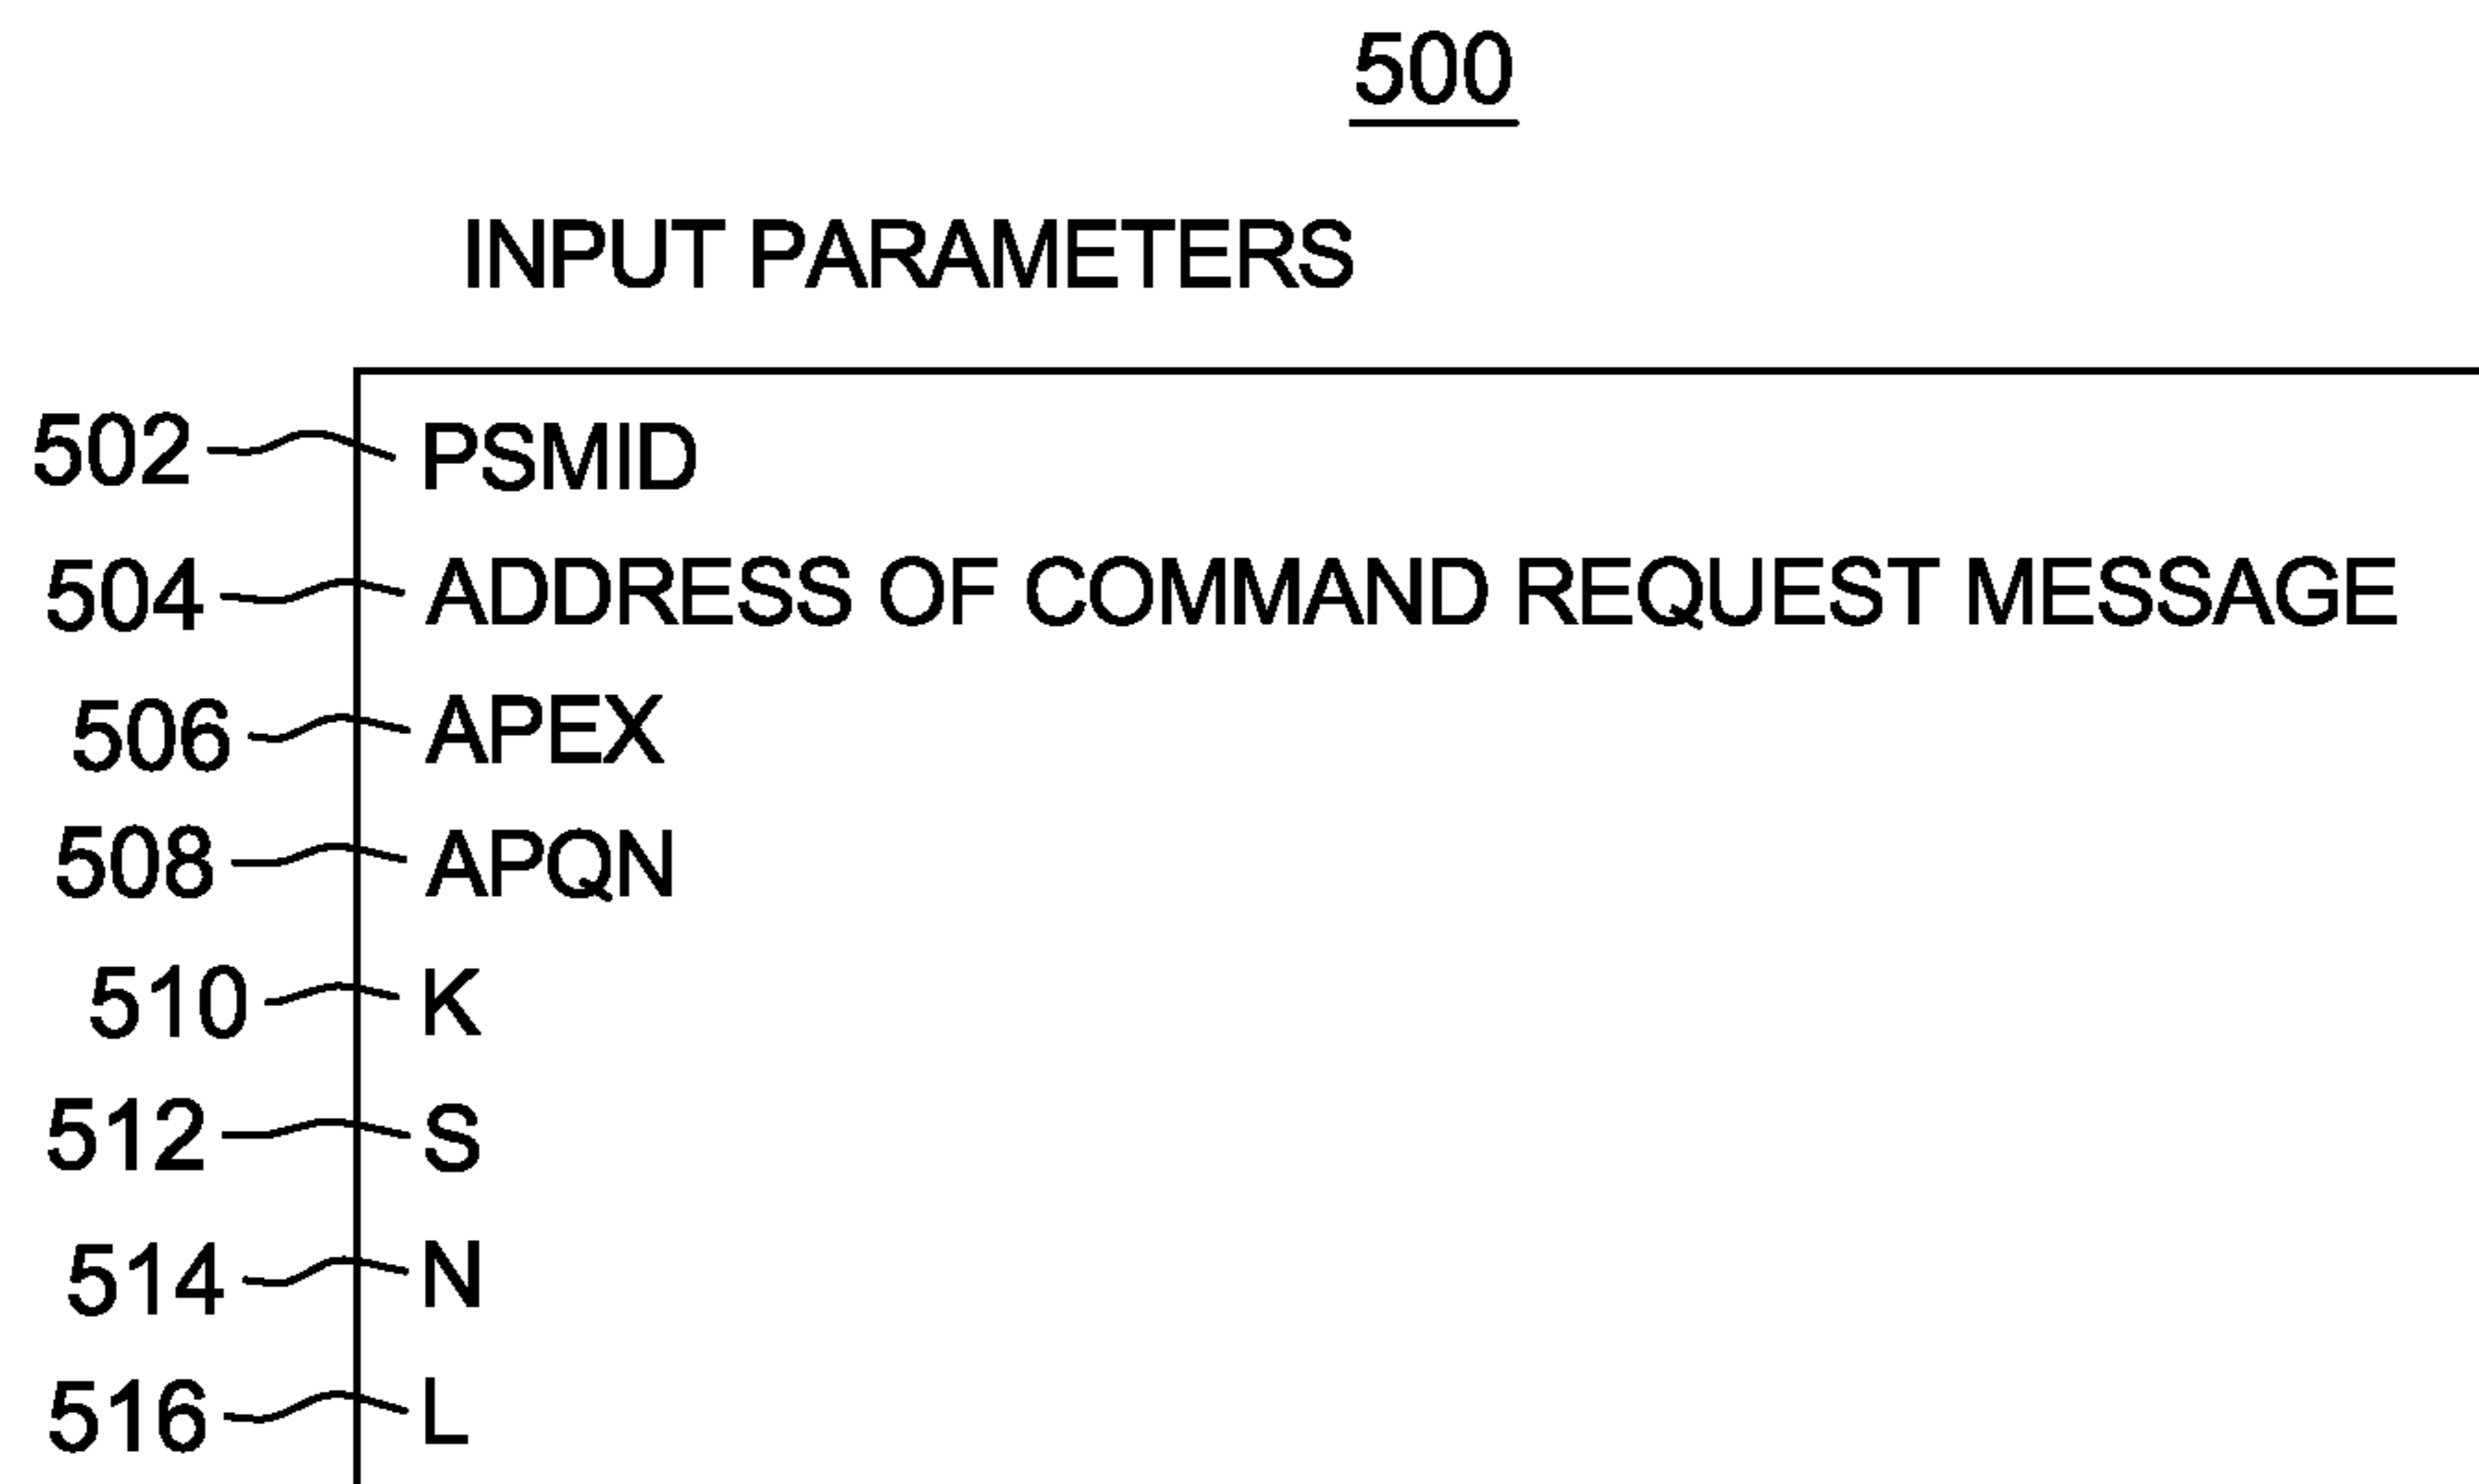 500
INPUT PARAMETERS
502 PSMID
504 ADDRESS OF COMMAND REQUEST MESSAGE
506 APEX
508 APQN
510 K
512 S
514 N
516 L